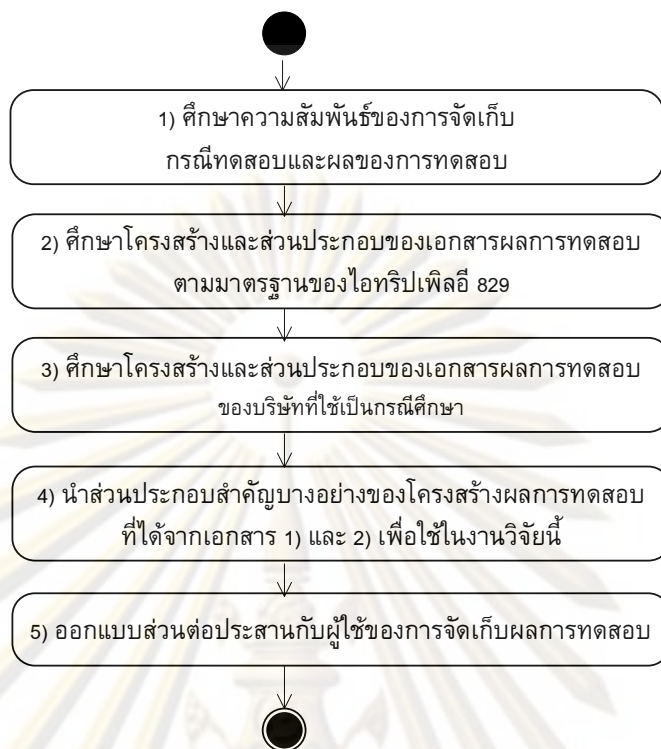 1) ศึกษาความสัมพันธ์ของการจัดเก็บ
กรณีทดสอบและผลของการทดสอบ
2) ศึกษาโครงสร้างและส่วนประกอบของเอกสารผลการทดสอบ
ตามมาตรฐานของไอทริปเพิลอี 829
3) ศึกษาโครงสร้างและส่วนประกอบของเอกสารผลการทดสอบ
ของบริษัทที่ใช้เป็นกรณีศึกษา
4) นำส่วนประกอบสำคัญบางอย่างของโครงสร้างผลการทดสอบ
ที่ได้จากเอกสาร 1) และ 2) เพื่อใช้ในงานวิจัยนี้
5) ออกแบบส่วนต่อประสานกับผู้ใช้ของการจัดเก็บผลการทดสอบ